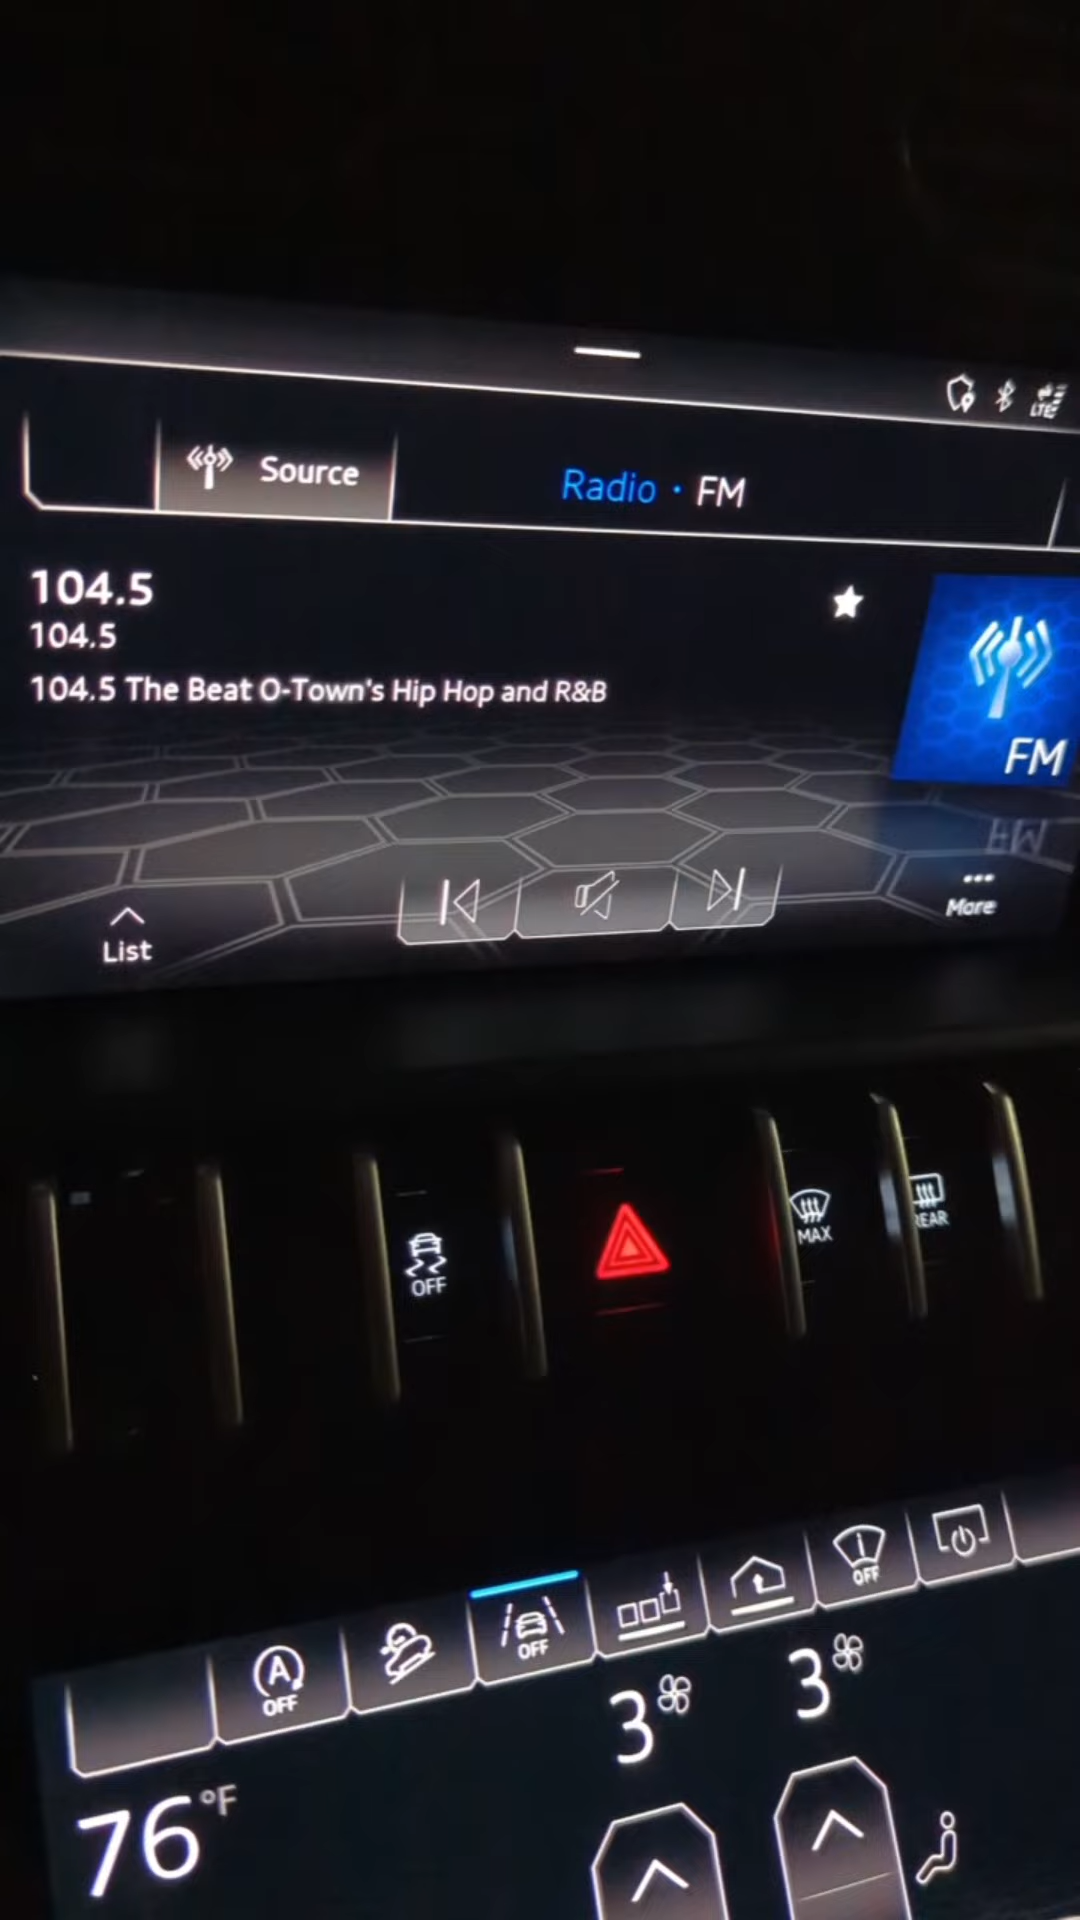 LTE
Source
Radio · FM
104.5
104.5
104.5 The Beat O-Town's Hip Hop and R&B
FM
List
More
OFF
MAX
REAR
A
OFF
OFF
OFF
3
3
76 °F